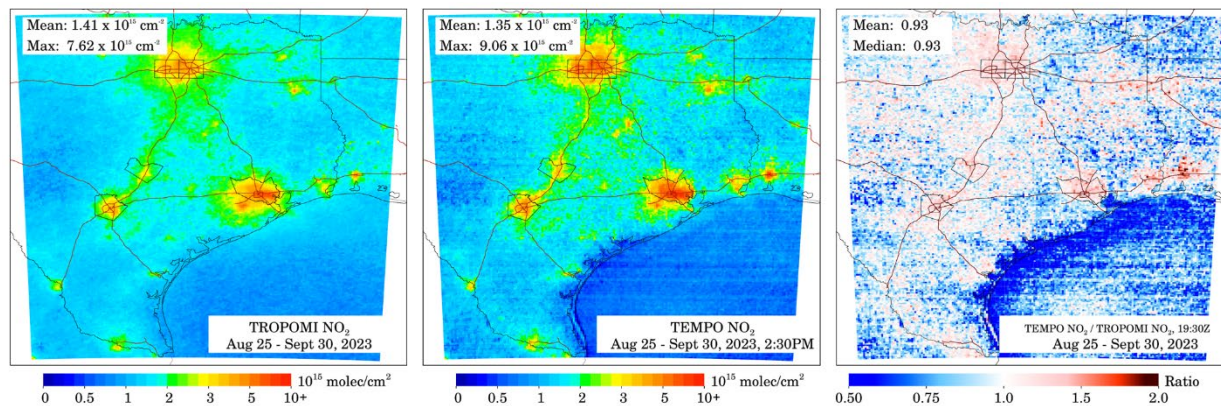 Mean: 1.41 x 10¹⁵ cm⁻²
Max: 7.62 x 10¹⁵ cm⁻²
TROPOMI NO₂
Aug 25 - Sept 30, 2023
0 0.5 1 2 3 5 10+ 10¹⁵ molec/cm²
Mean: 1.35 x 10¹⁵ cm⁻²
Max: 9.06 x 10¹⁵ cm⁻²
TEMPO NO₂
Aug 25 - Sept 30, 2023, 2:30PM
0 0.5 1 2 3 5 10+ 10¹⁵ molec/cm²
Mean: 0.93
Median: 0.93
TEMPO NO₂ / TROPOMI NO₂, 19:30Z
Aug 25 - Sept 30, 2023
0.50 0.75 1.0 1.5 2.0 Ratio